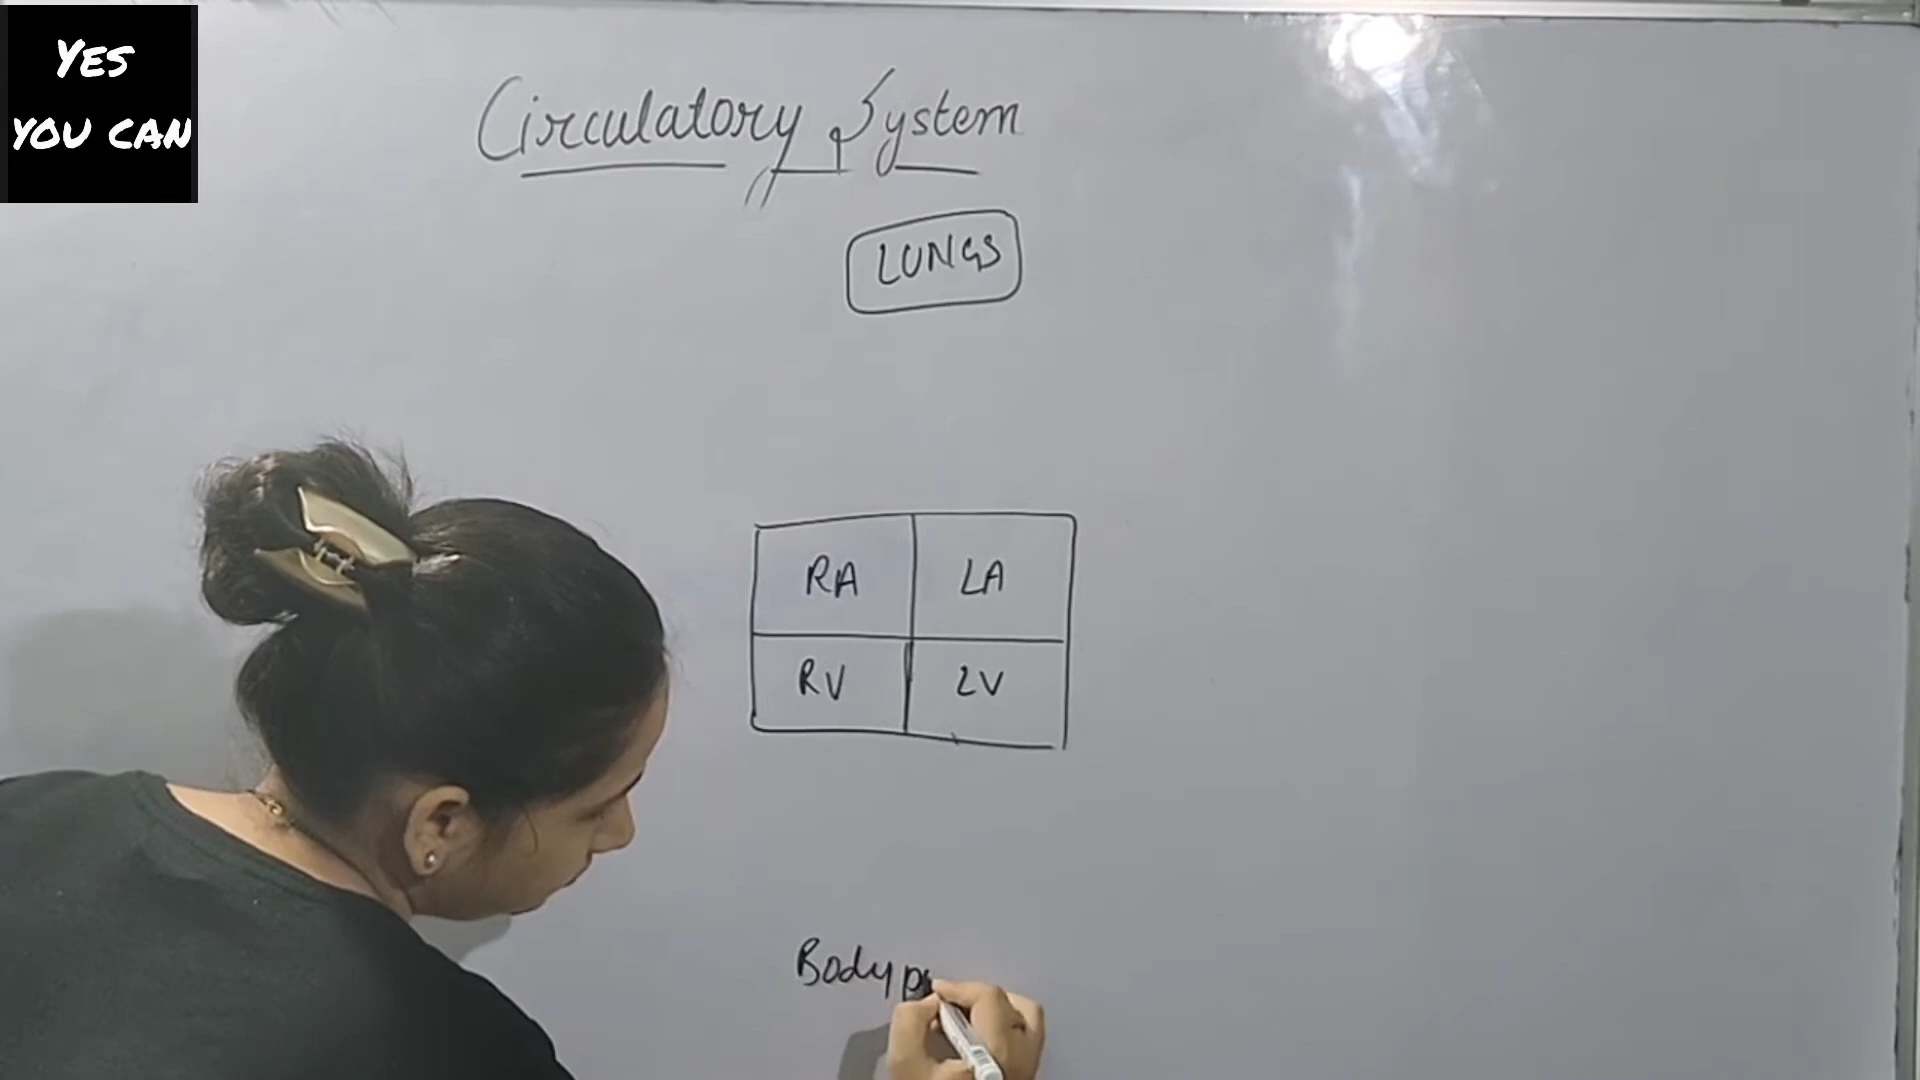 YES
YOU CAN
Circulatory System
LUNGS
RA LA
RV LV
Body